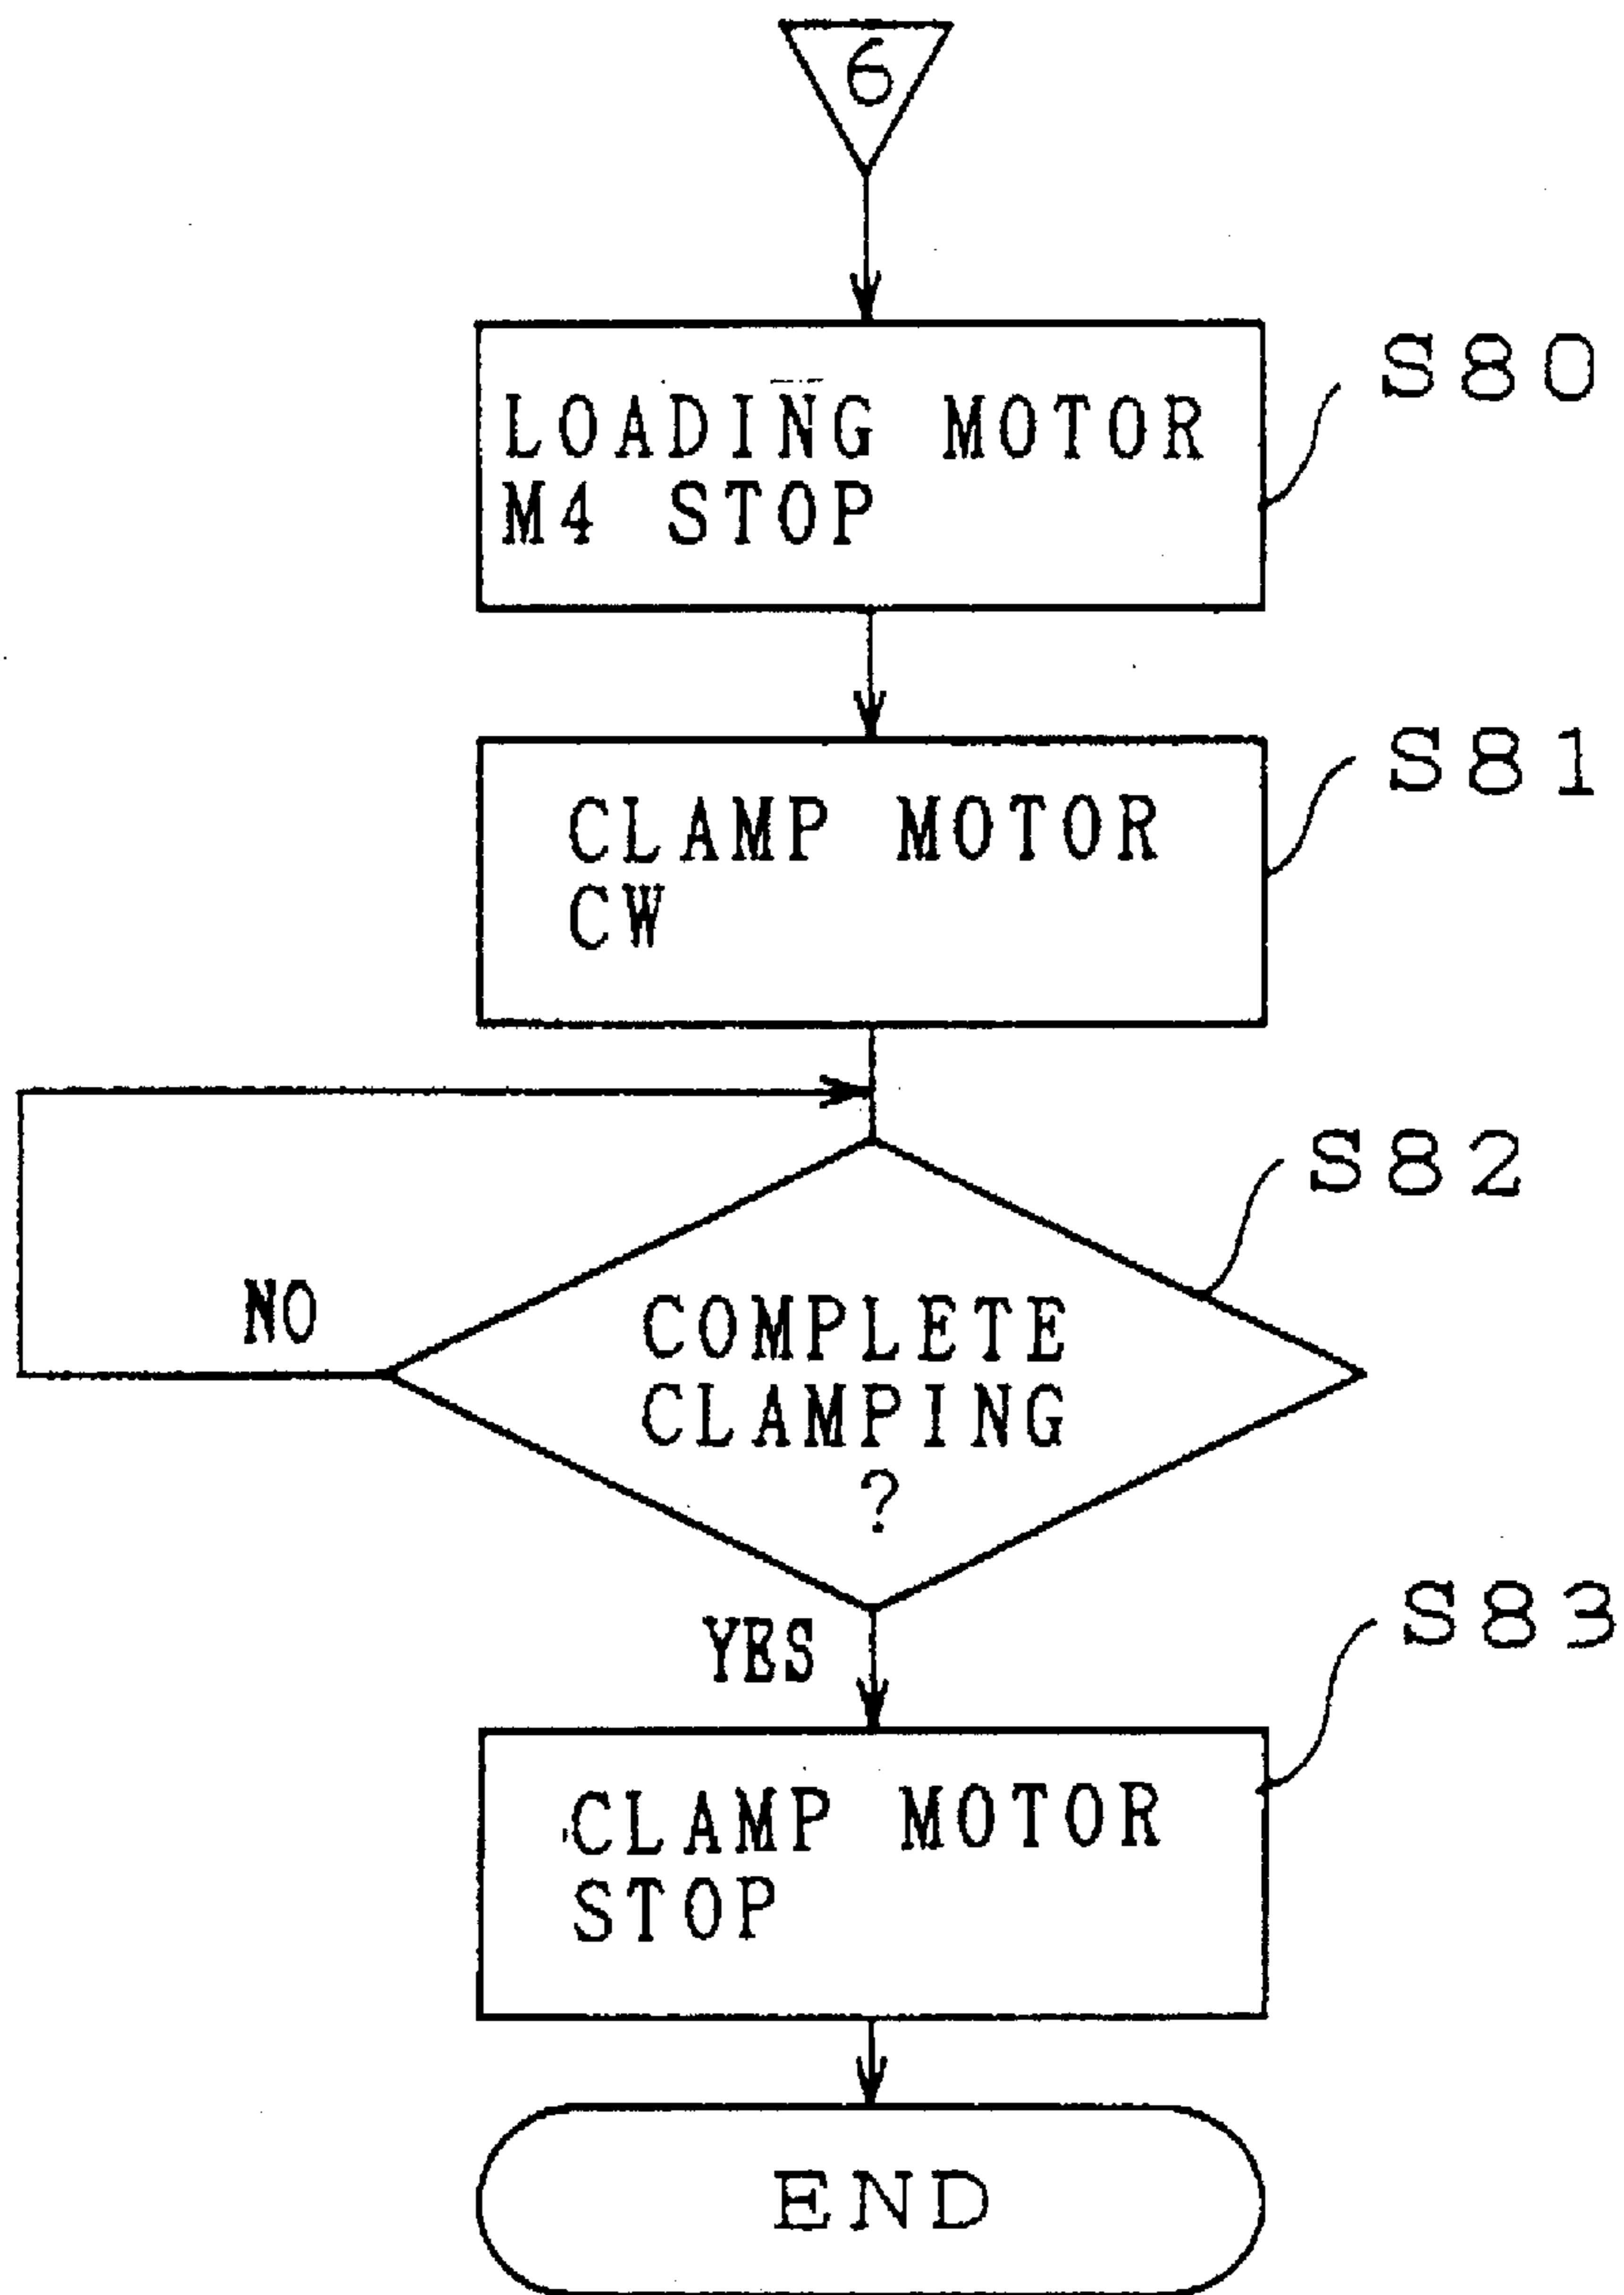 6
LOADING MOTOR
M4 STOP
S80
CLAMP MOTOR
CW
S81
S82
NO
COMPLETE
CLAMPING
?
YES
S83
CLAMP MOTOR
STOP
END